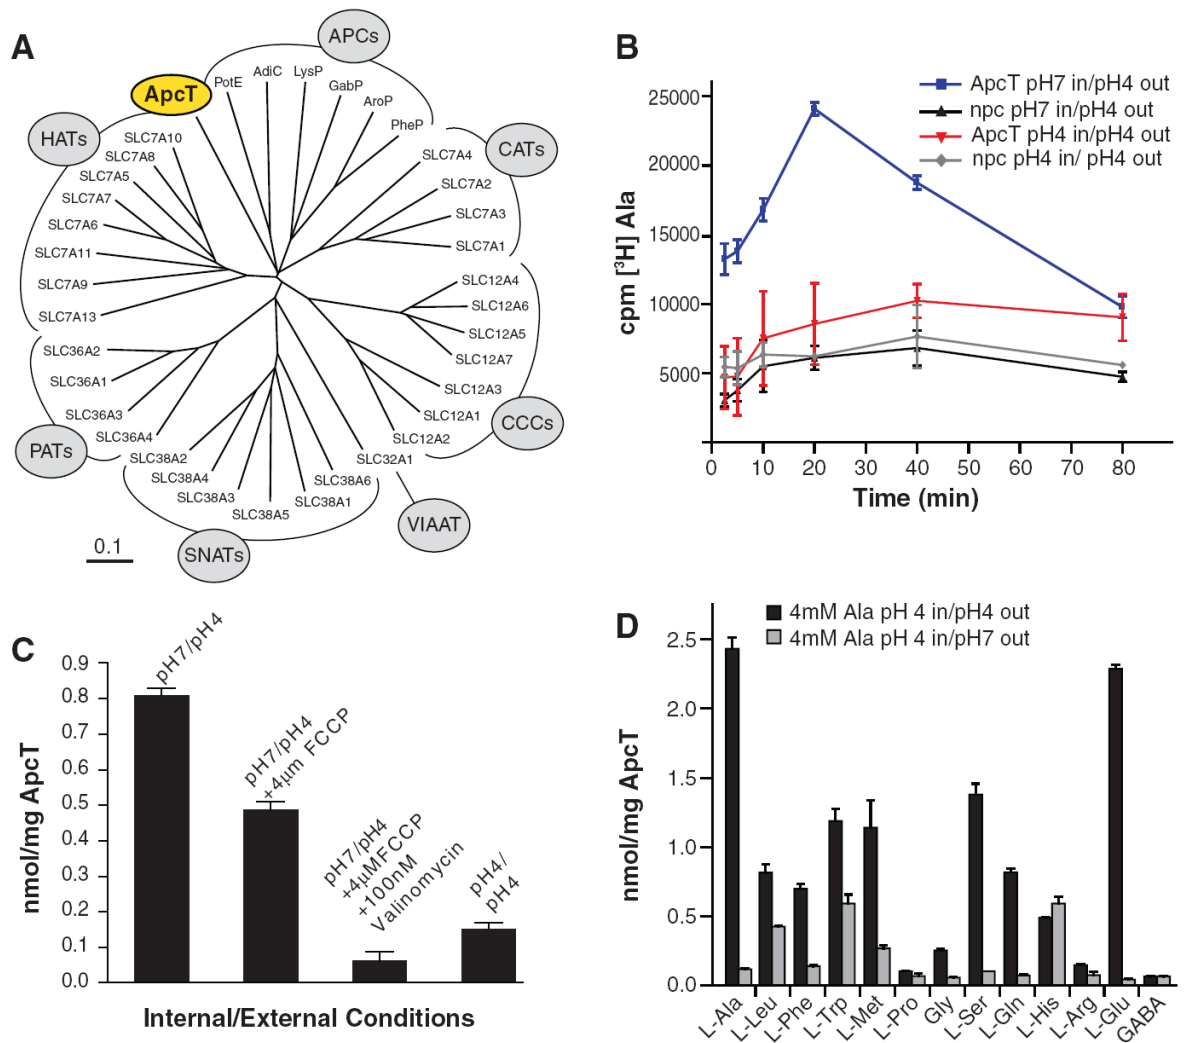 A
APCs
ApcT
PotE
AdiC
LysP
GabP
AroP
PheP
HATs
CATs
SLC7A10
SLC7A8
SLC7A5
SLC7A7
SLC7A6
SLC7A11
SLC7A9
SLC7A13
SLC7A4
SLC7A2
SLC7A3
SLC7A1
SLC12A4
SLC12A6
SLC12A5
SLC12A7
SLC12A3
SLC12A1
SLC12A2
CCCs
SLC36A2
SLC36A1
SLC36A3
SLC36A4
PATs
SLC38A2
SLC38A4
SLC38A3
SLC38A5
SLC38A1
SLC38A6
SLC32A1
VIAAT
SNATs
0.1
B
ApcT pH7 in/pH4 out
npc pH7 in/pH4 out
ApcT pH4 in/pH4 out
npc pH4 in/ pH4 out
25000
20000
15000
10000
5000
cpm [³H] Ala
0 10 20 30 40 50 60 70 80
Time (min)
C
0.9
0.8
0.7
0.6
0.5
0.4
0.3
0.2
0.1
0.0
nmol/mg ApcT
pH7/pH4
pH7/pH4
+4μm FCCP
pH7/pH4
+4μMFCCP
+100nM
Valinomycin
pH4/
pH4
Internal/External Conditions
D
4mM Ala pH 4 in/pH4 out
4mM Ala pH 4 in/pH7 out
2.5
2.0
1.5
1.0
0.5
0.0
nmol/mg ApcT
L-Ala
L-Leu
L-Phe
L-Trp
L-Met
L-Pro
Gly
L-Ser
L-Gln
L-His
L-Arg
L-Glu
GABA